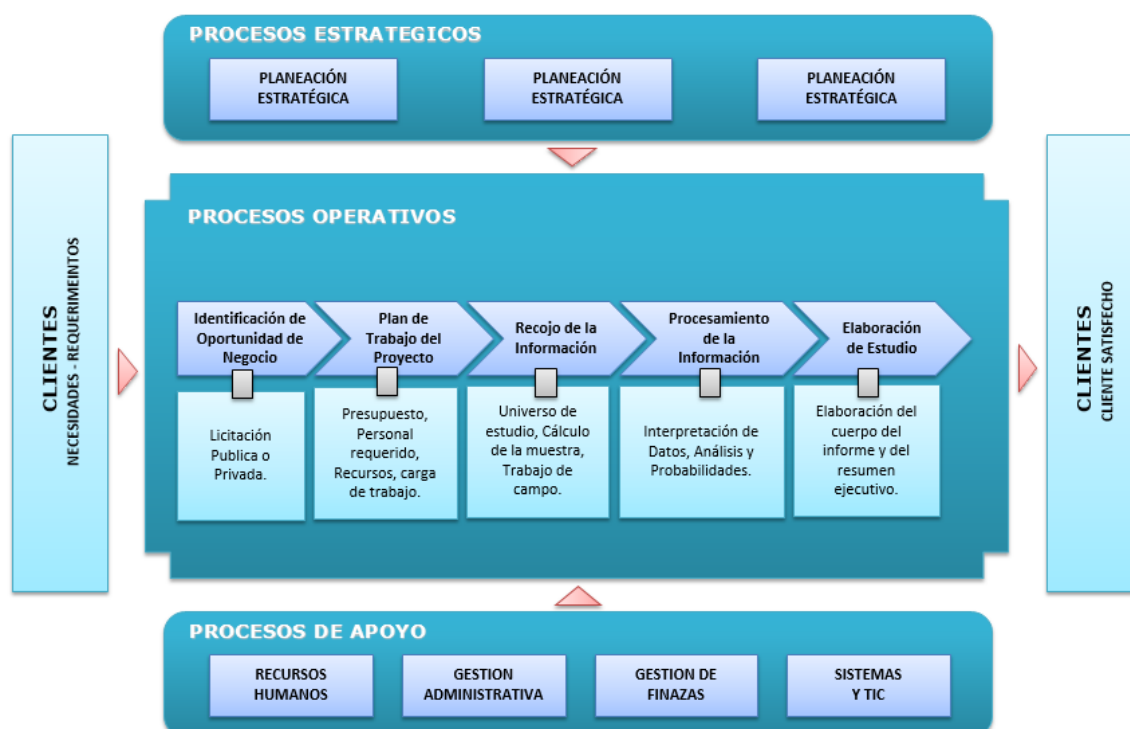 PROCESOS ESTRATEGICOS
PLANEACIÓN
ESTRATÉGICA
PLANEACIÓN
ESTRATÉGICA
PLANEACIÓN
ESTRATÉGICA
CLIENTES
NECESIDADES - REQUERIMEINTOS
PROCESOS OPERATIVOS
Identificación de
Oportunidad de
Negocio
Plan de
Trabajo del
Proyecto
Recojo de la
Información
Procesamiento
de la
Información
Elaboración
de Estudio
Licitación
Publica o
Privada.
Presupuesto,
Personal
requerido,
Recursos, carga
de trabajo.
Universo de
estudio, Cálculo
de la muestra,
Trabajo de
campo.
Interpretación de
Datos, Análisis y
Probabilidades.
Elaboración del
cuerpo del
informe y del
resumen
ejecutivo.
CLIENTES
CLIENTE SATISFECHO
PROCESOS DE APOYO
RECURSOS
HUMANOS
GESTION
ADMINISTRATIVA
GESTION DE
FINAZAS
SISTEMAS
Y TIC